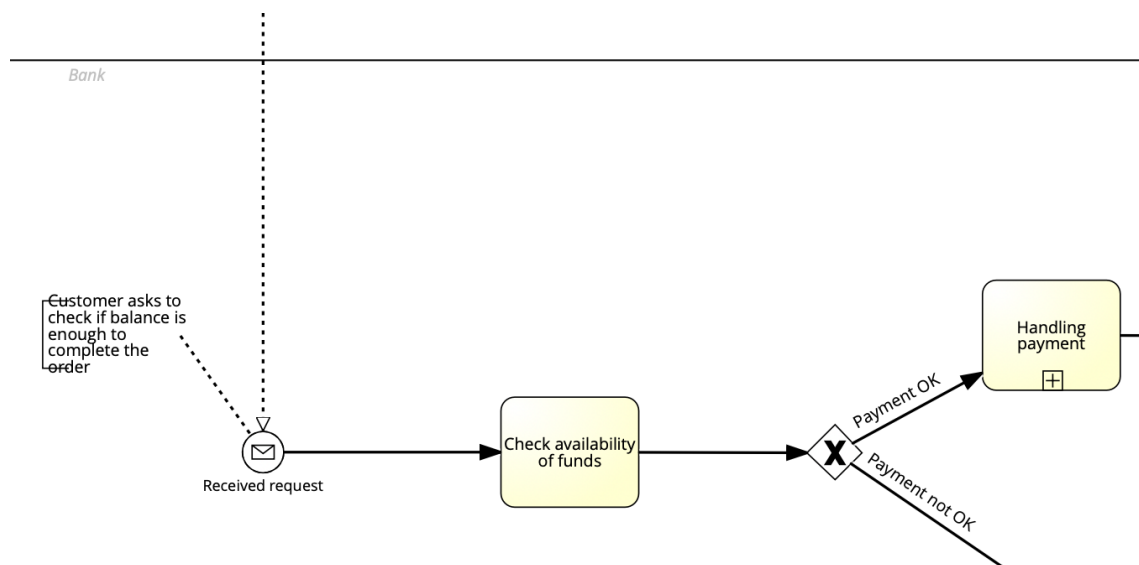 Bank
Customer asks to
check if balance is
enough to
complete the
order
Received request
Check availability
of funds
Payment OK
Payment not OK
Handling
payment